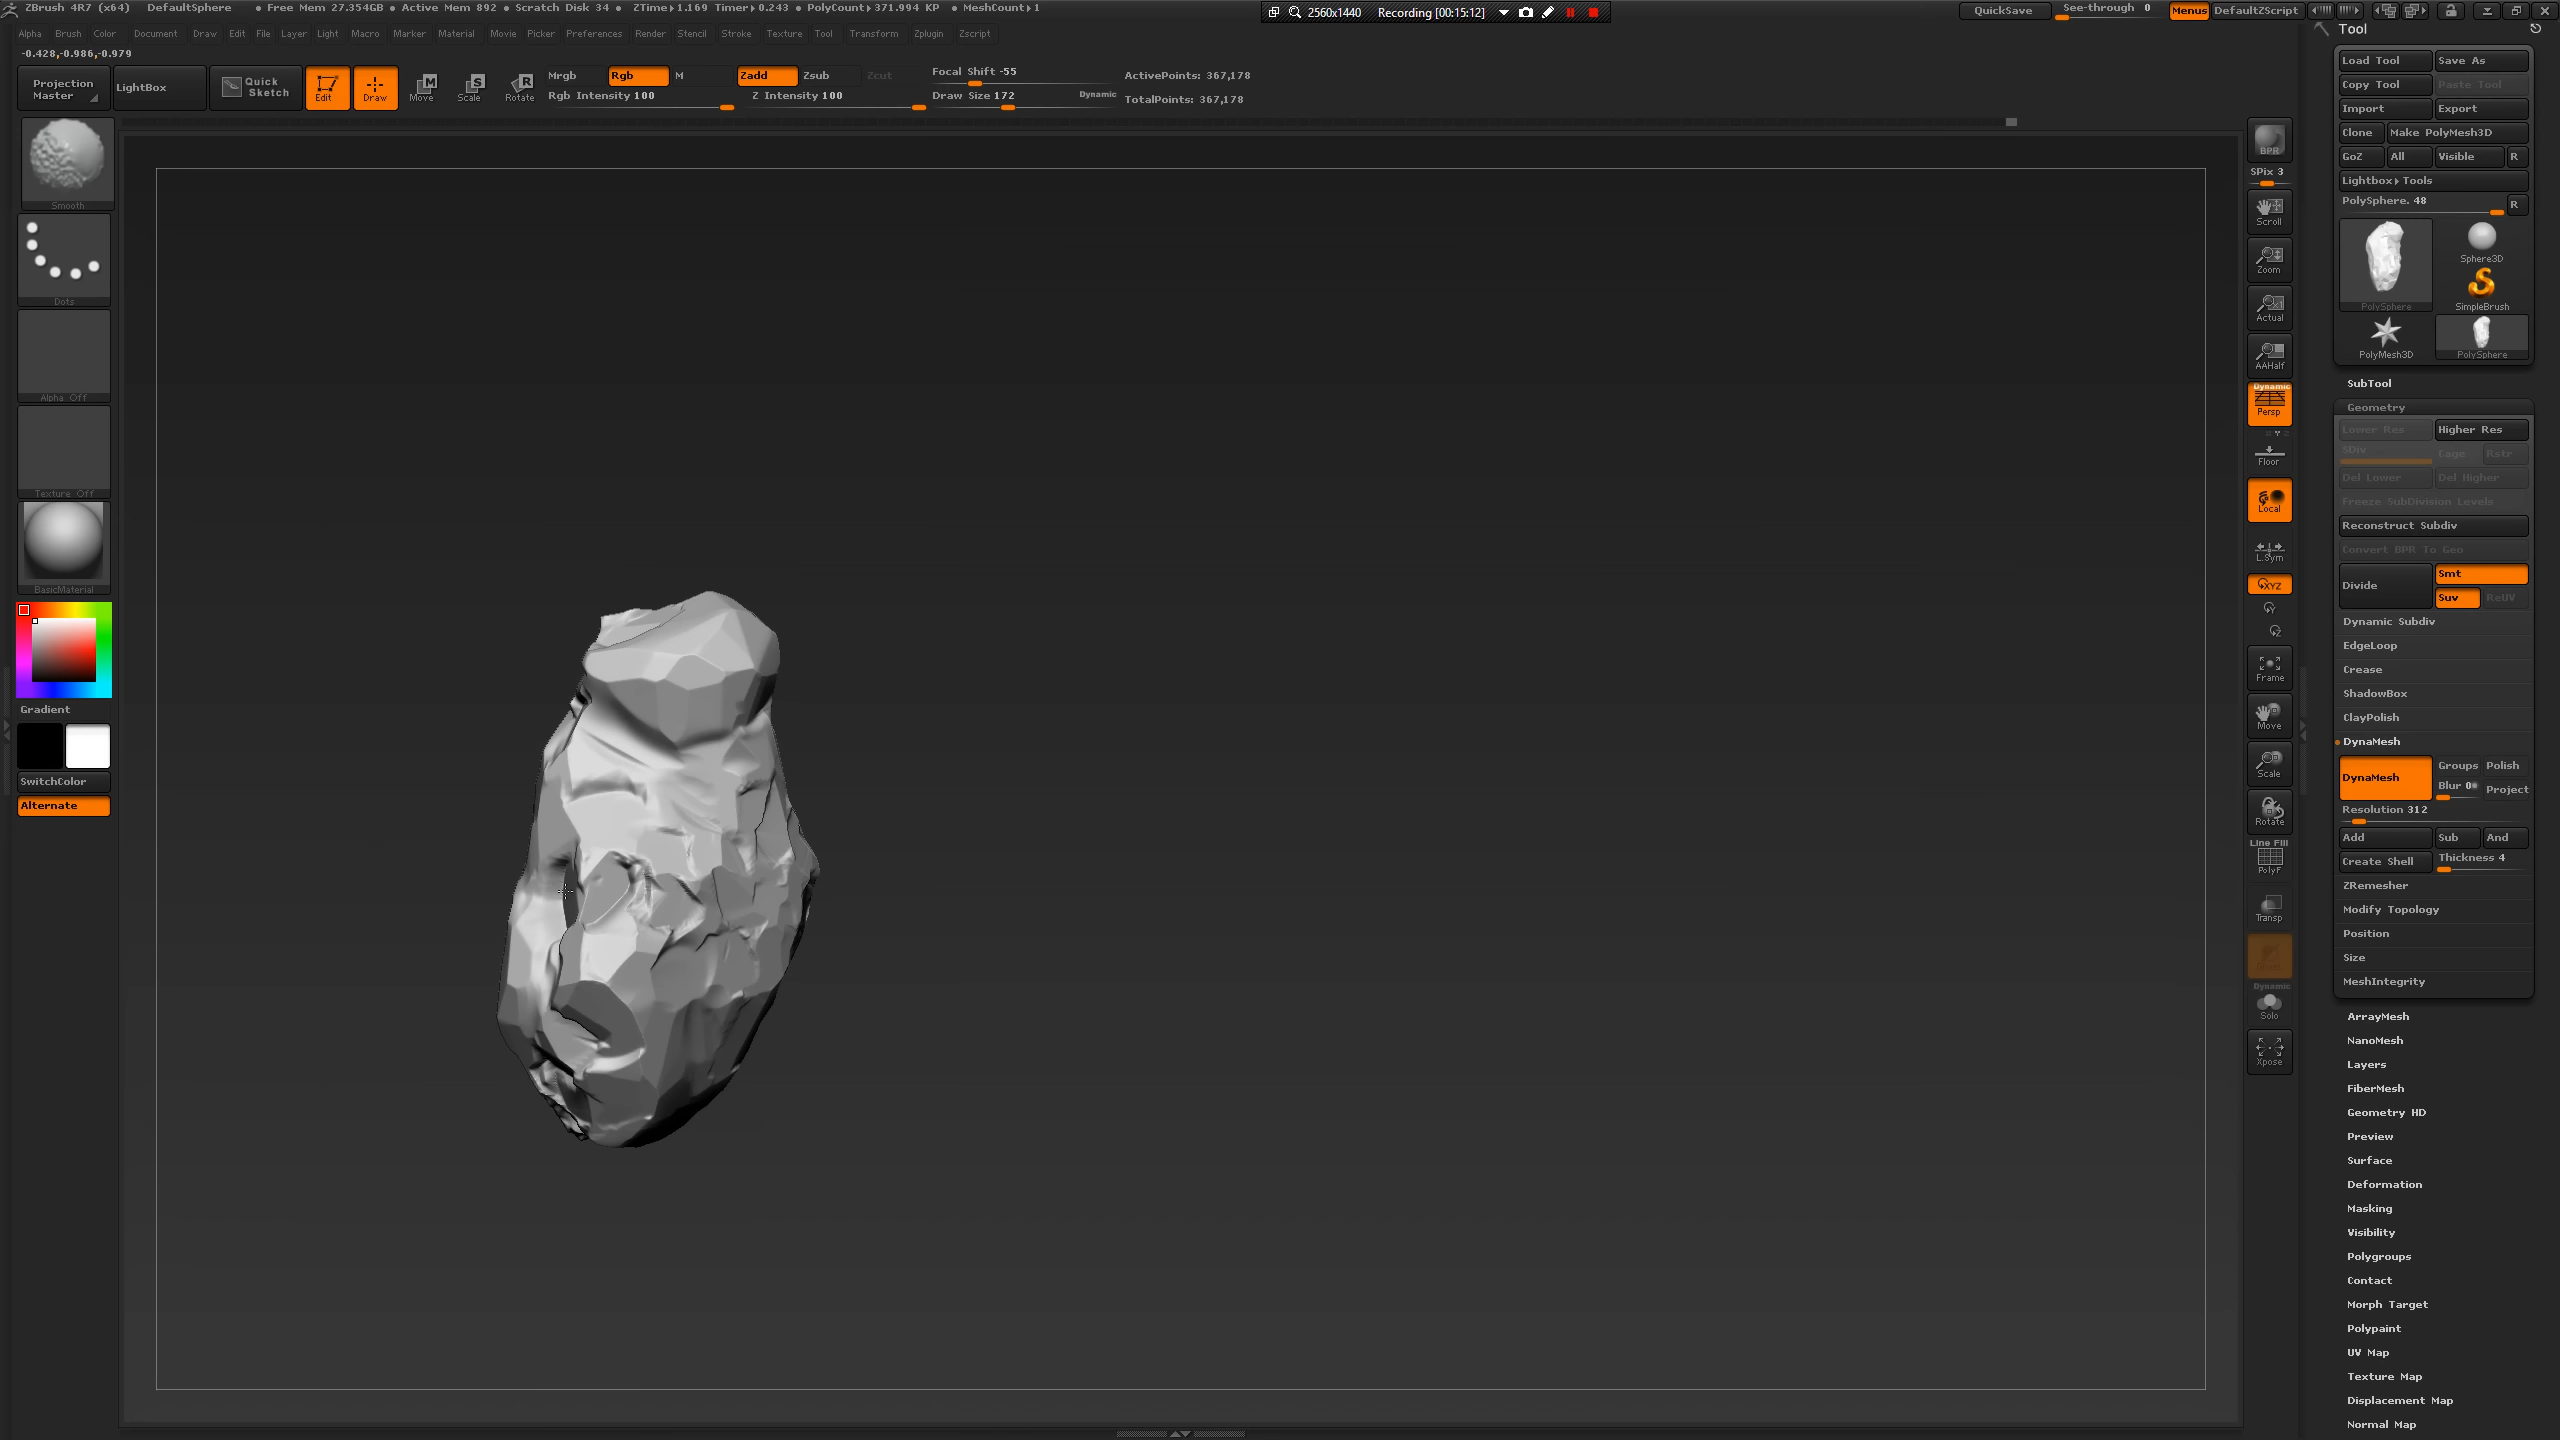 ZBrush 4R7 (x64) DefaultSphere • Free Mem 27.354GB • Active Mem 892 • Scratch Disk 34 • ZTime▸1.169 Timer▸0.243 • PolyCount▸371.994 KP • MeshCount▸1
2560x1440 Recording [00:15:12]
QuickSave See-through 0 Menus DefaultZScript
Alpha Brush Color Document Draw Edit File Layer Light Macro Marker Material Movie Picker Preferences Render Stencil Stroke Texture Tool Transform Zplugin Zscript
-0.428,-0.986,-0.979
Projection Master
LightBox
Quick Sketch
Edit
Draw
Move
Scale
Rotate
Mrgb Rgb M
Rgb Intensity 100
Zadd Zsub Zcut
Z Intensity 100
Focal Shift -55
Draw Size 172 Dynamic
ActivePoints: 367,178
TotalPoints: 367,178
Smooth
Dots
Alpha Off
Texture Off
BasicMaterial
Gradient
SwitchColor
Alternate
BPR
SPix 3
Scroll
Zoom
Actual
AAHalf
Dynamic
Persp
Floor
Local
L.Sym
XYZ
Frame
Move
Scale
Rotate
Line Fill
PolyF
Transp
Dynamic
Solo
Xpose
Tool
Load Tool Save As
Copy Tool Paste Tool
Import Export
Clone Make PolyMesh3D
GoZ All Visible R
Lightbox▸Tools
PolySphere. 48 R
PolySphere
Sphere3D
SimpleBrush
PolyMesh3D
PolySphere
SubTool
Geometry
Lower Res Higher Res
SDiv Cage Rstr
Del Lower Del Higher
Freeze SubDivision Levels
Reconstruct Subdiv
Convert BPR To Geo
Divide Smt
Suv ReUV
Dynamic Subdiv
EdgeLoop
Crease
ShadowBox
ClayPolish
DynaMesh
DynaMesh Groups Polish
Blur 0 Project
Resolution 312
Add Sub And
Create Shell Thickness 4
ZRemesher
Modify Topology
Position
Size
MeshIntegrity
ArrayMesh
NanoMesh
Layers
FiberMesh
Geometry HD
Preview
Surface
Deformation
Masking
Visibility
Polygroups
Contact
Morph Target
Polypaint
UV Map
Texture Map
Displacement Map
Normal Map